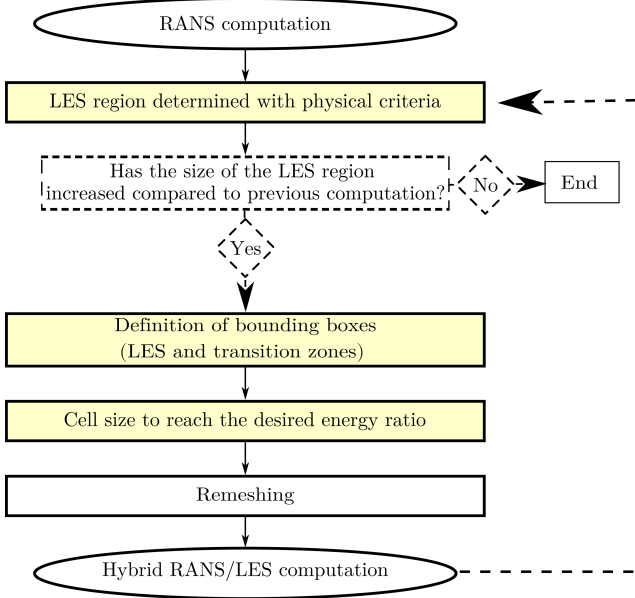 RANS computation
LES region determined with physical criteria
Has the size of the LES region
increased compared to previous computation?
No
End
Yes
Definition of bounding boxes
(LES and transition zones)
Cell size to reach the desired energy ratio
Remeshing
Hybrid RANS/LES computation